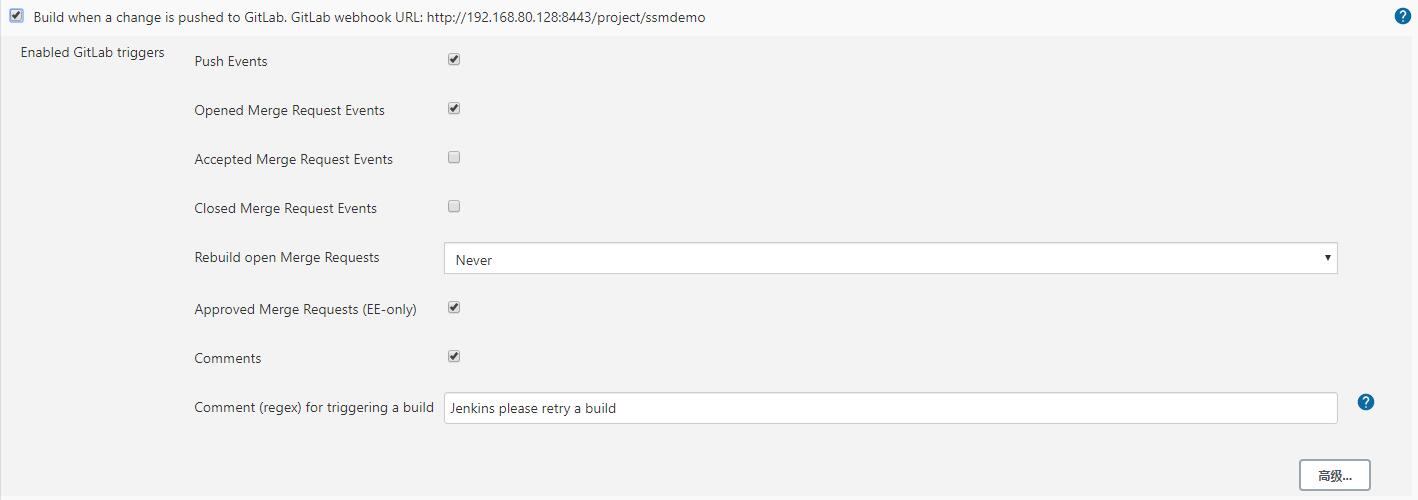 Build when a change is pushed to GitLab. GitLab webhook URL: http://192.168.80.128:8443/project/ssmdemo
Enabled GitLab triggers
Push Events
Opened Merge Request Events
Accepted Merge Request Events
Closed Merge Request Events
Rebuild open Merge Requests Never
Approved Merge Requests (EE-only)
Comments
Comment (regex) for triggering a build Jenkins please retry a build
高级...